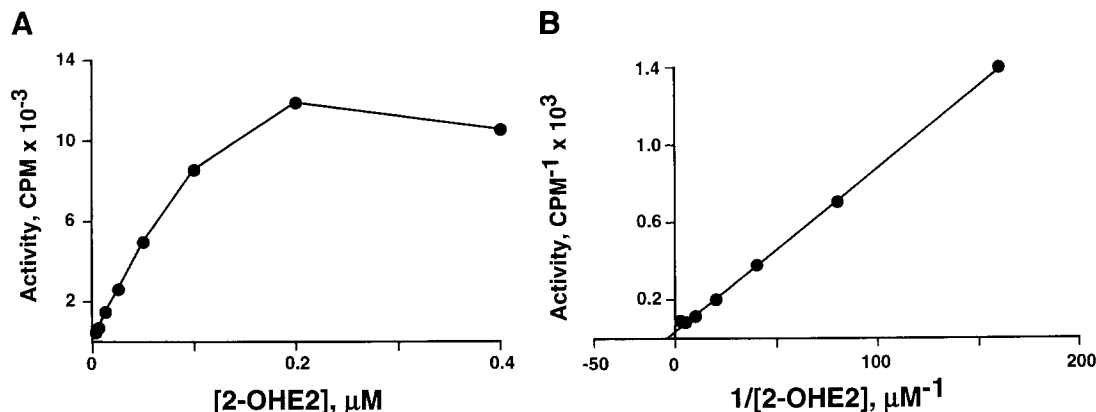 A
Activity, CPM x 10-3
14
10
6
2
0
0.2
0.4
[2-OHE2], µM
B
Activity, CPM-1 x 103
1.4
1.0
0.6
0.2
-50
0
100
200
1/[2-OHE2], µM-1